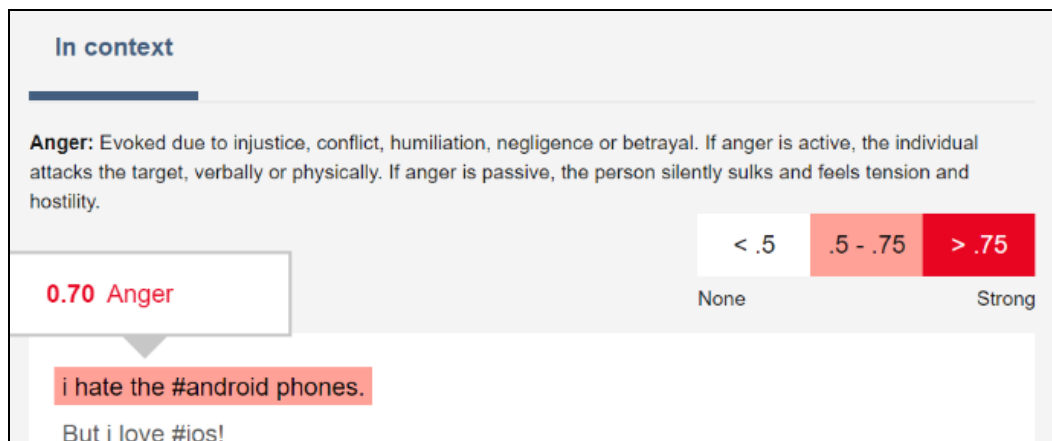 In context
Anger: Evoked due to injustice, conflict, humiliation, negligence or betrayal. If anger is active, the individual
attacks the target, verbally or physically. If anger is passive, the person silently sulks and feels tension and
hostility.
< .5 .5 - .75 > .75
None Strong
0.70 Anger
i hate the #android phones.
But i love #ios!